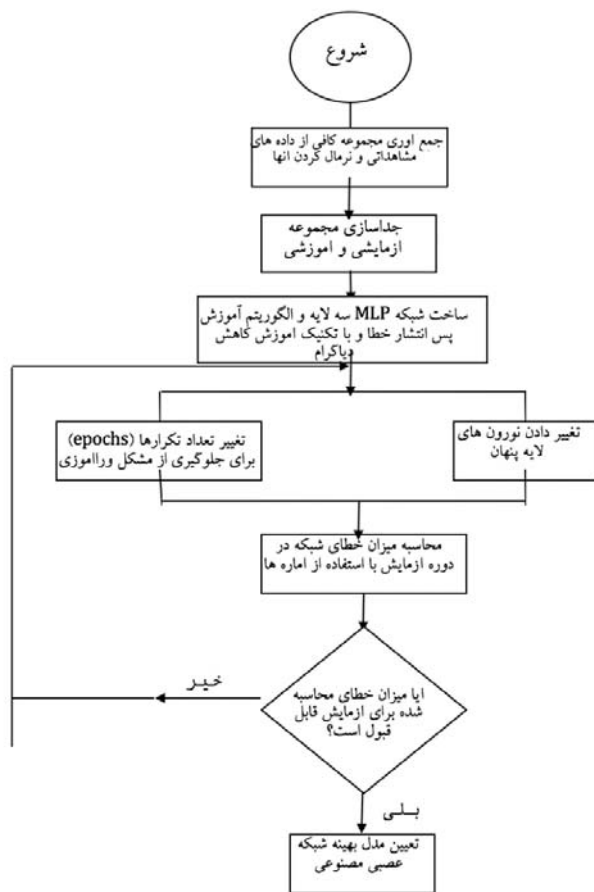 شروع
جمع اوری مجموعه کافی از داده های
مشاهداتی و نرمال کردن انها
جداسازی مجموعه
ازمایشی و اموزشی
ساخت شبکه MLP سه لایه و الگوریتم آموزش
پس انتشار خطا و با تکنیک اموزش کاهش
دیاکرام
تغییر دادن نورون های
لایه پنهان
تغییر تعداد تکرارها (epochs)
برای جلوگیری از مشکل ورااموزی
محاسبه میزان خطای شبکه در
دوره ازمایش با استفاده از اماره ها
ایا میزان خطای محاسبه
شده برای ازمایش قابل
قبول است؟
خیر
بلی
تعیین مدل بهینه شبکه
عصبی مصنوعی